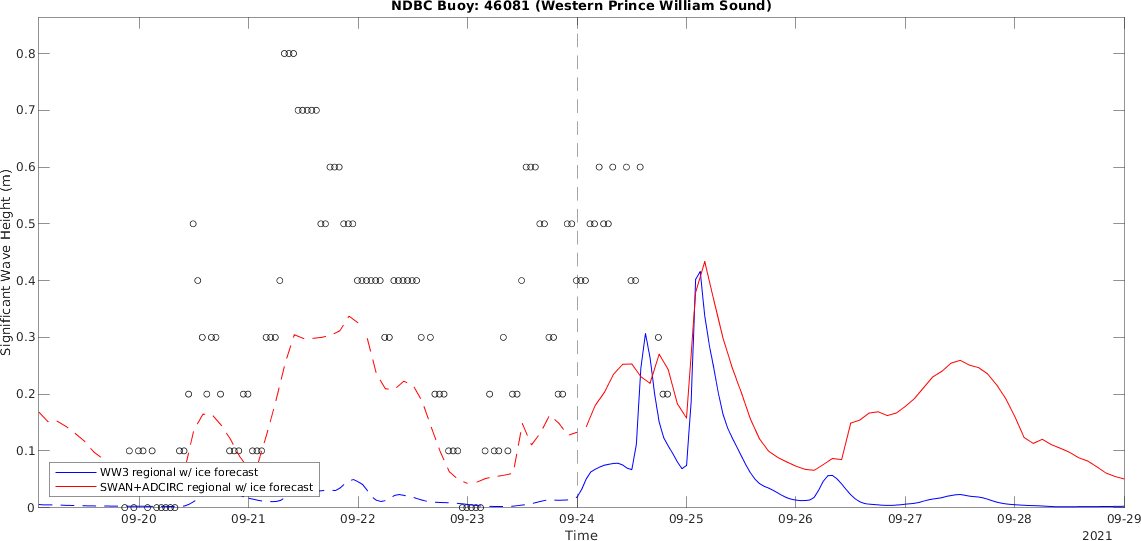 NDBC Buoy: 46081 (Western Prince William Sound)
Significant Wave Height (m)
0.8
0.7
0.6
0.5
0.4
0.3
0.2
0.1
0
WW3 regional w/ ice forecast
SWAN+ADCIRC regional w/ ice forecast
09-20 09-21 09-22 09-23 09-24 09-25 09-26 09-27 09-28 09-29
Time
2021